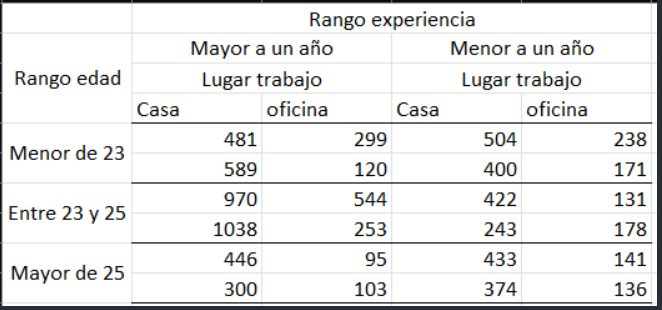 Rango experiencia
Mayor a un año Menor a un año
Rango edad Lugar trabajo Lugar trabajo
Casa oficina Casa oficina
Menor de 23 481 299 504 238
589 120 400 171
Entre 23 y 25 970 544 422 131
1038 253 243 178
Mayor de 25 446 95 433 141
300 103 374 136